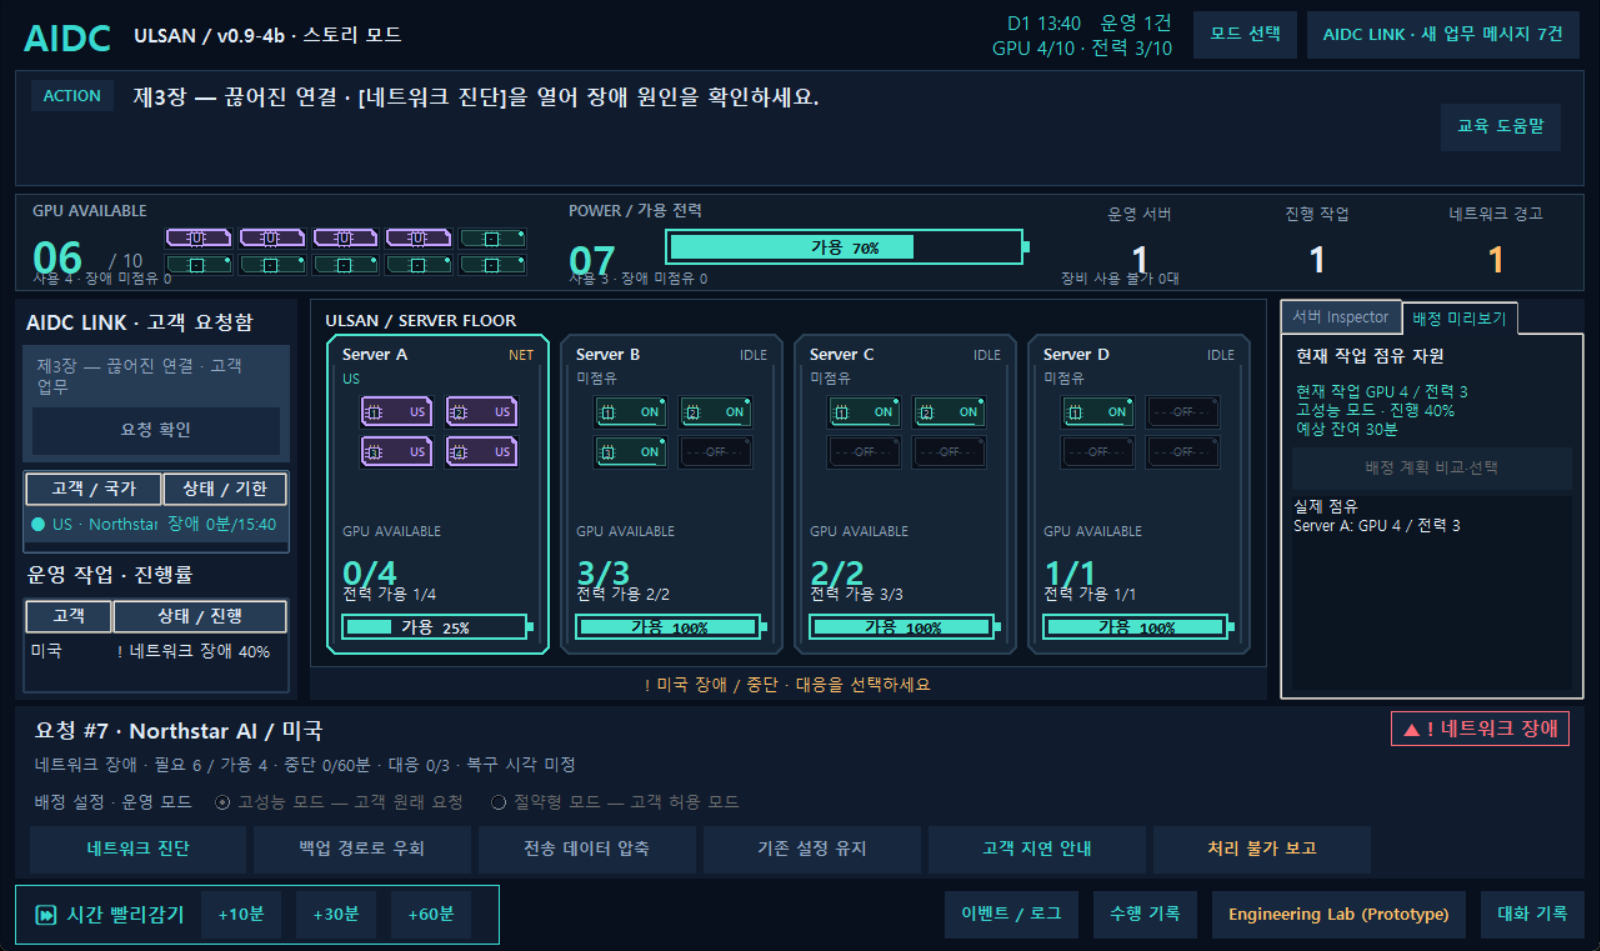 AIDC
ULSAN / v0.9-4b · 스토리 모드
D1 13:40 운영 1건
GPU 4/10 · 전력 3/10
모드 선택
AIDC LINK · 새 업무 메시지 7건
ACTION
제3장 — 끊어진 연결 · [네트워크 진단]을 열어 장애 원인을 확인하세요.
교육 도움말
GPU AVAILABLE
06 / 10
사용 4 · 장애 미점유 0
U U U U -
- - - - -
POWER / 가용 전력
07
사용 3 · 장애 미점유 0
가용 70%
운영 서버
1
장비 사용 불가 0대
진행 작업
1
네트워크 경고
1
AIDC LINK · 고객 요청함
제3장 — 끊어진 연결 · 고객
업무
요청 확인
고객 / 국가 상태 / 기한
US · Northstar 장애 0분/15:40
운영 작업 · 진행률
고객 상태 / 진행
미국 ! 네트워크 장애 40%
ULSAN / SERVER FLOOR
Server A NET
US
1 US 2 US
3 US 4 US
GPU AVAILABLE
0/4
전력 가용 1/4
가용 25%
Server B IDLE
미점유
1 ON 2 ON
3 ON ---OFF---
GPU AVAILABLE
3/3
전력 가용 2/2
가용 100%
Server C IDLE
미점유
1 ON 2 ON
---OFF--- ---OFF---
GPU AVAILABLE
2/2
전력 가용 3/3
가용 100%
Server D IDLE
미점유
1 ON ---OFF---
---OFF--- ---OFF---
GPU AVAILABLE
1/1
전력 가용 1/1
가용 100%
! 미국 장애 / 중단 · 대응을 선택하세요
서버 Inspector 배정 미리보기
현재 작업 점유 자원
현재 작업 GPU 4 / 전력 3
고성능 모드 · 진행 40%
예상 잔여 30분
배정 계획 비교·선택
실제 점유
Server A: GPU 4 / 전력 3
요청 #7 · Northstar AI / 미국
▲ ! 네트워크 장애
네트워크 장애 · 필요 6 / 가용 4 · 중단 0/60분 · 대응 0/3 · 복구 시각 미정
배정 설정 · 운영 모드 고성능 모드 — 고객 원래 요청 절약형 모드 — 고객 허용 모드
네트워크 진단 백업 경로로 우회 전송 데이터 압축 기존 설정 유지 고객 지연 안내 처리 불가 보고
시간 빨리감기 +10분 +30분 +60분
이벤트 / 로그 수행 기록 Engineering Lab (Prototype) 대화 기록